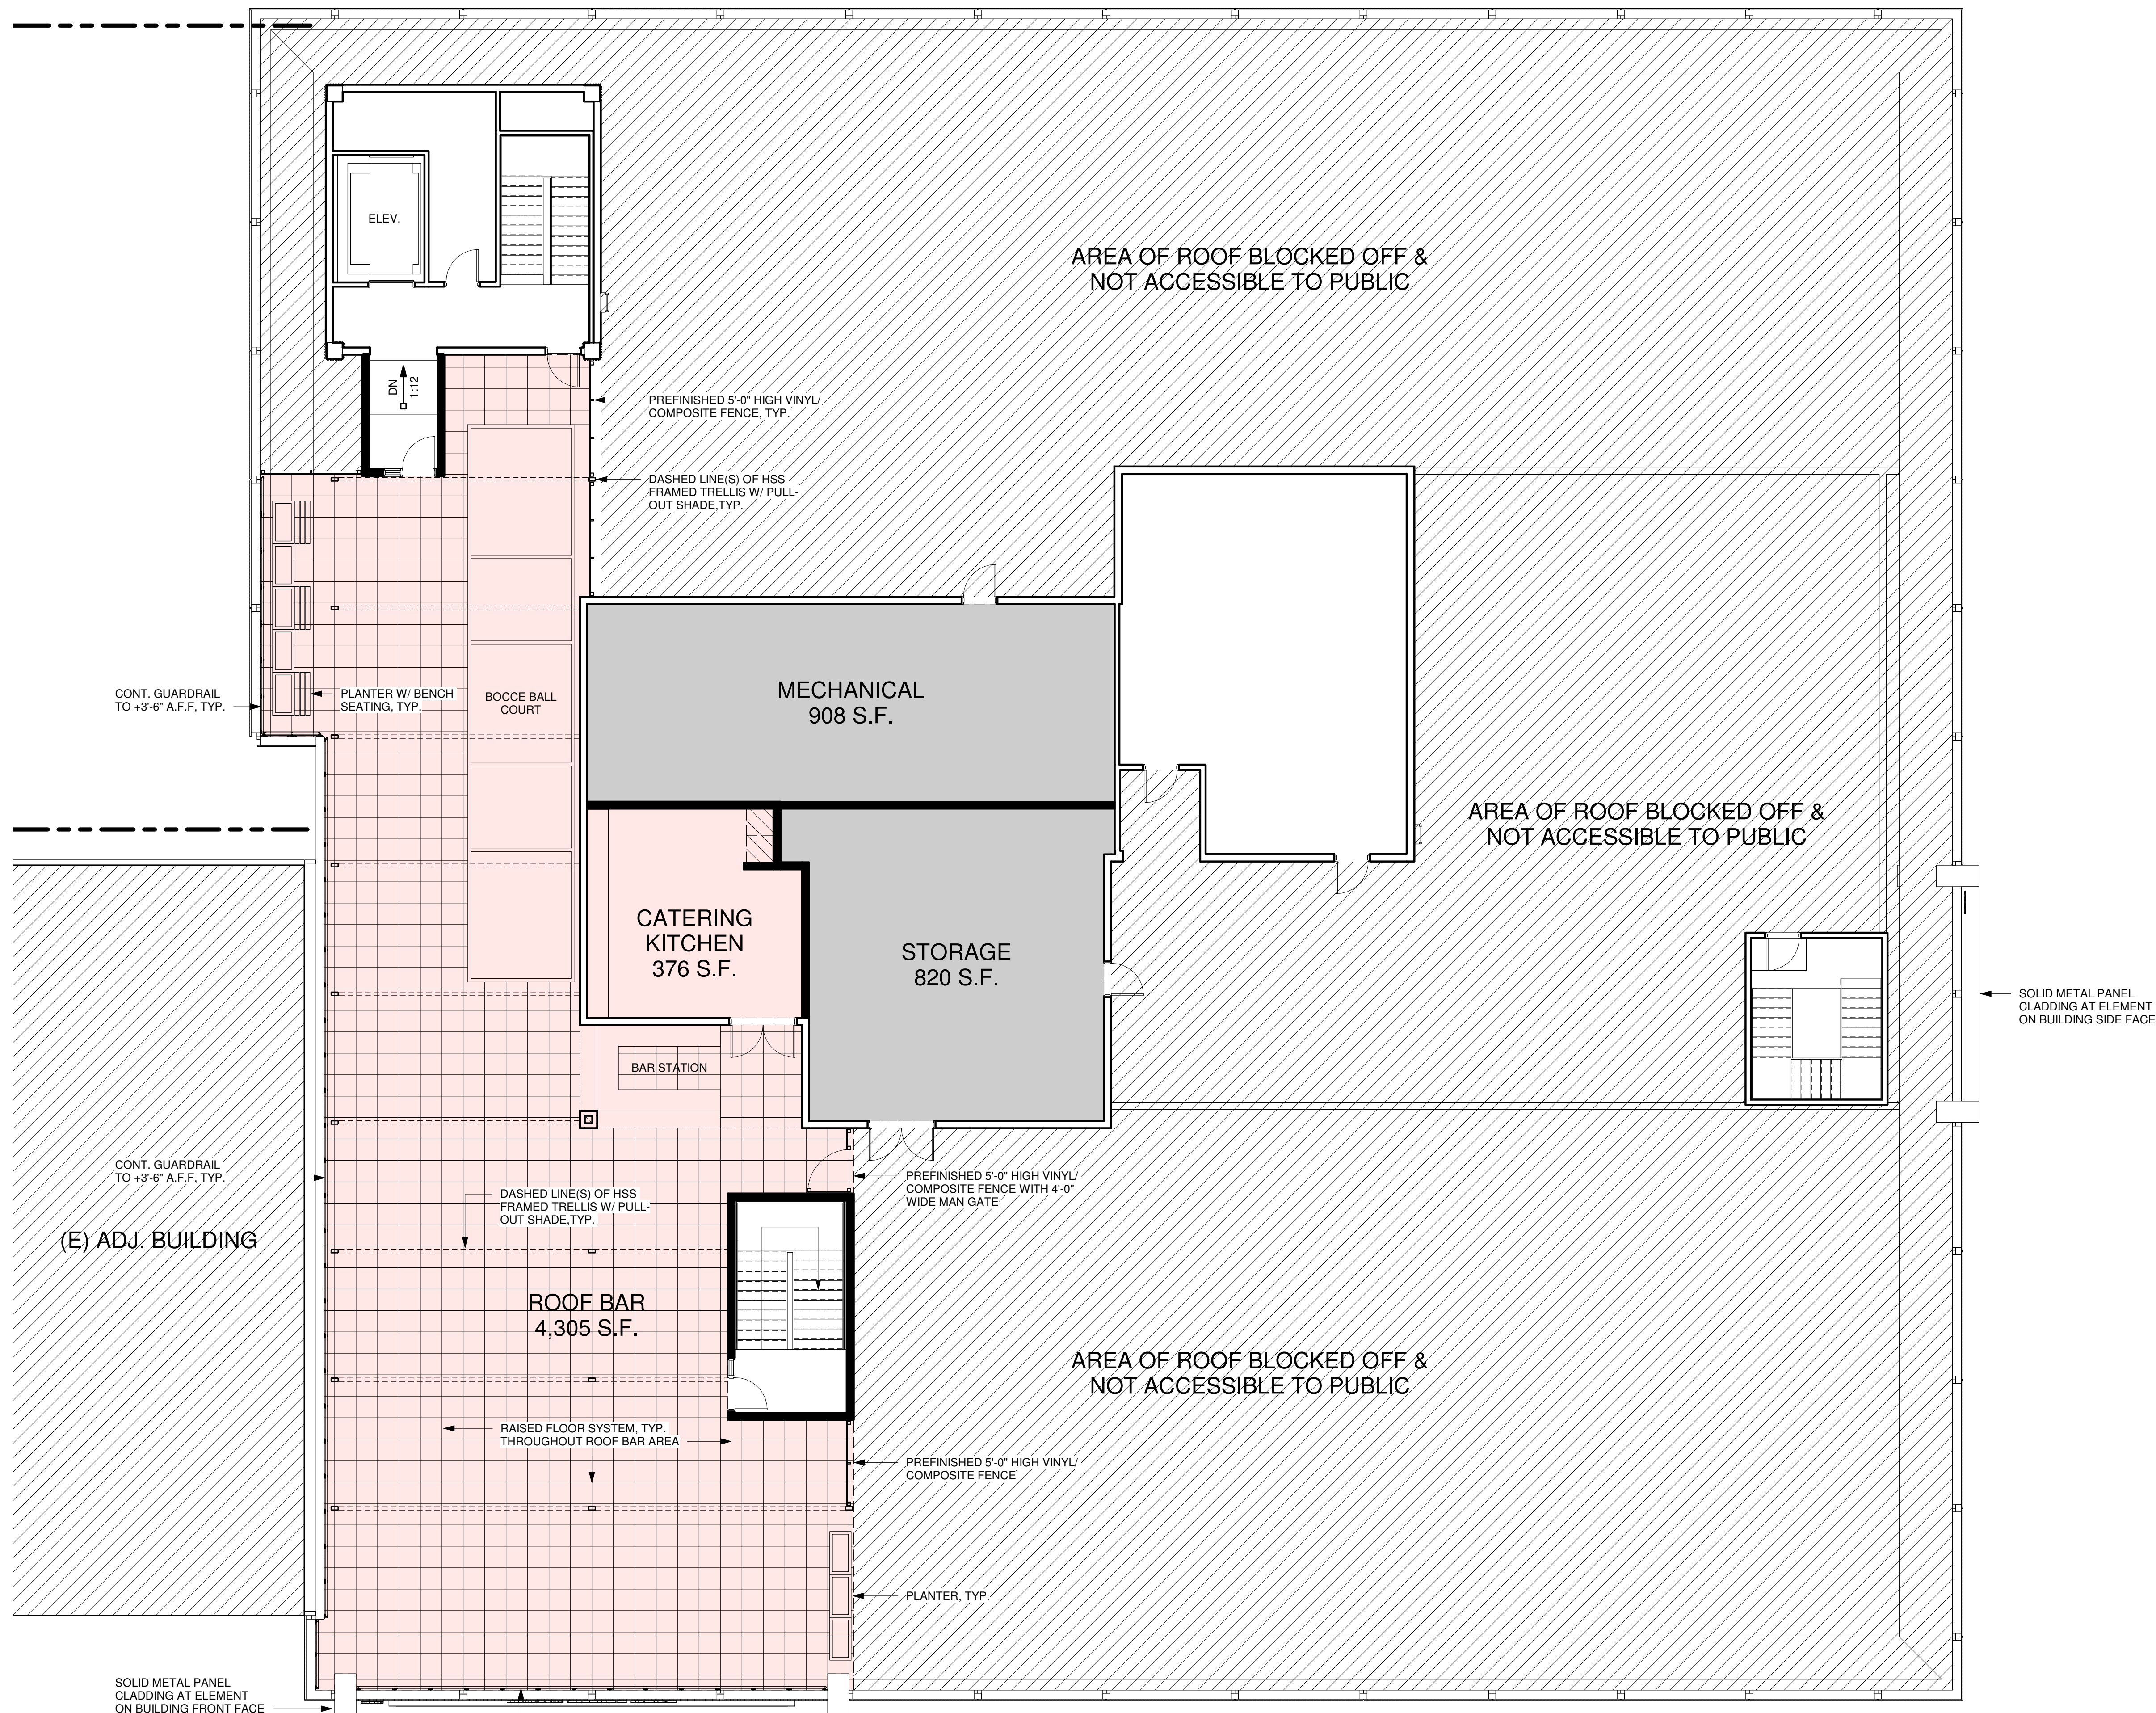 ELEV.
AREA OF ROOF BLOCKED OFF &
NOT ACCESSIBLE TO PUBLIC
DN
1:12
PREFINISHED 5'-0" HIGH VINYL/
COMPOSITE FENCE, TYP.
DASHED LINE(S) OF HSS
FRAMED TRELLIS W/ PULL-
OUT SHADE,TYP.
CONT. GUARDRAIL
TO +3'-6" A.F.F, TYP.
PLANTER W/ BENCH
SEATING, TYP.
BOCCE BALL
COURT
MECHANICAL
908 S.F.
AREA OF ROOF BLOCKED OFF &
NOT ACCESSIBLE TO PUBLIC
CATERING
KITCHEN
376 S.F.
STORAGE
820 S.F.
SOLID METAL PANEL
CLADDING AT ELEMENT
ON BUILDING SIDE FACE
BAR STATION
CONT. GUARDRAIL
TO +3'-6" A.F.F, TYP.
DASHED LINE(S) OF HSS
FRAMED TRELLIS W/ PULL-
OUT SHADE,TYP.
PREFINISHED 5'-0" HIGH VINYL/
COMPOSITE FENCE WITH 4'-0"
WIDE MAN GATE
(E) ADJ. BUILDING
ROOF BAR
4,305 S.F.
AREA OF ROOF BLOCKED OFF &
NOT ACCESSIBLE TO PUBLIC
RAISED FLOOR SYSTEM, TYP.
THROUGHOUT ROOF BAR AREA
PREFINISHED 5'-0" HIGH VINYL/
COMPOSITE FENCE
PLANTER, TYP.
SOLID METAL PANEL
CLADDING AT ELEMENT
ON BUILDING FRONT FACE